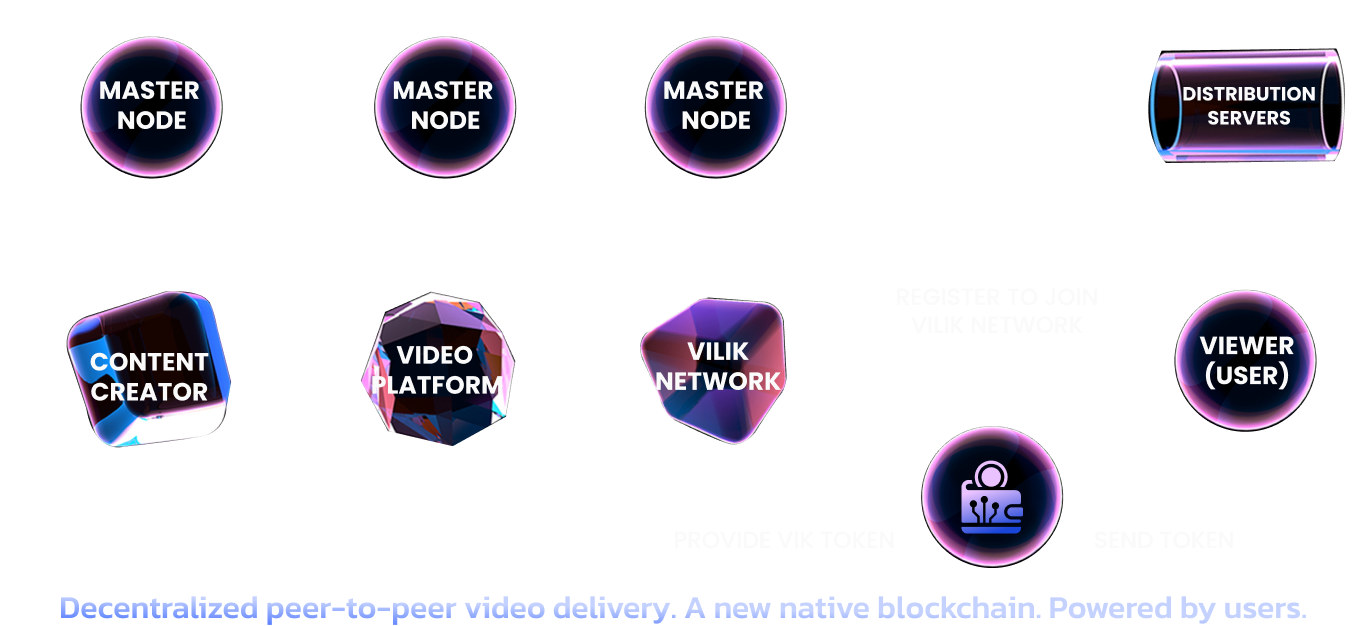 MASTER
NODE
MASTER
NODE
MASTER
NODE
DISTRIBUTION
SERVERS
CONTENT
CREATOR
VIDEO
PLATFORM
VILIK
NETWORK
REGISTER TO JOIN
VILIK NETWORK
VIEWER
(USER)
PROVIDE VIK TOKEN
SEND TOKEN
Decentralized peer-to-peer video delivery. A new native blockchain. Powered by users.